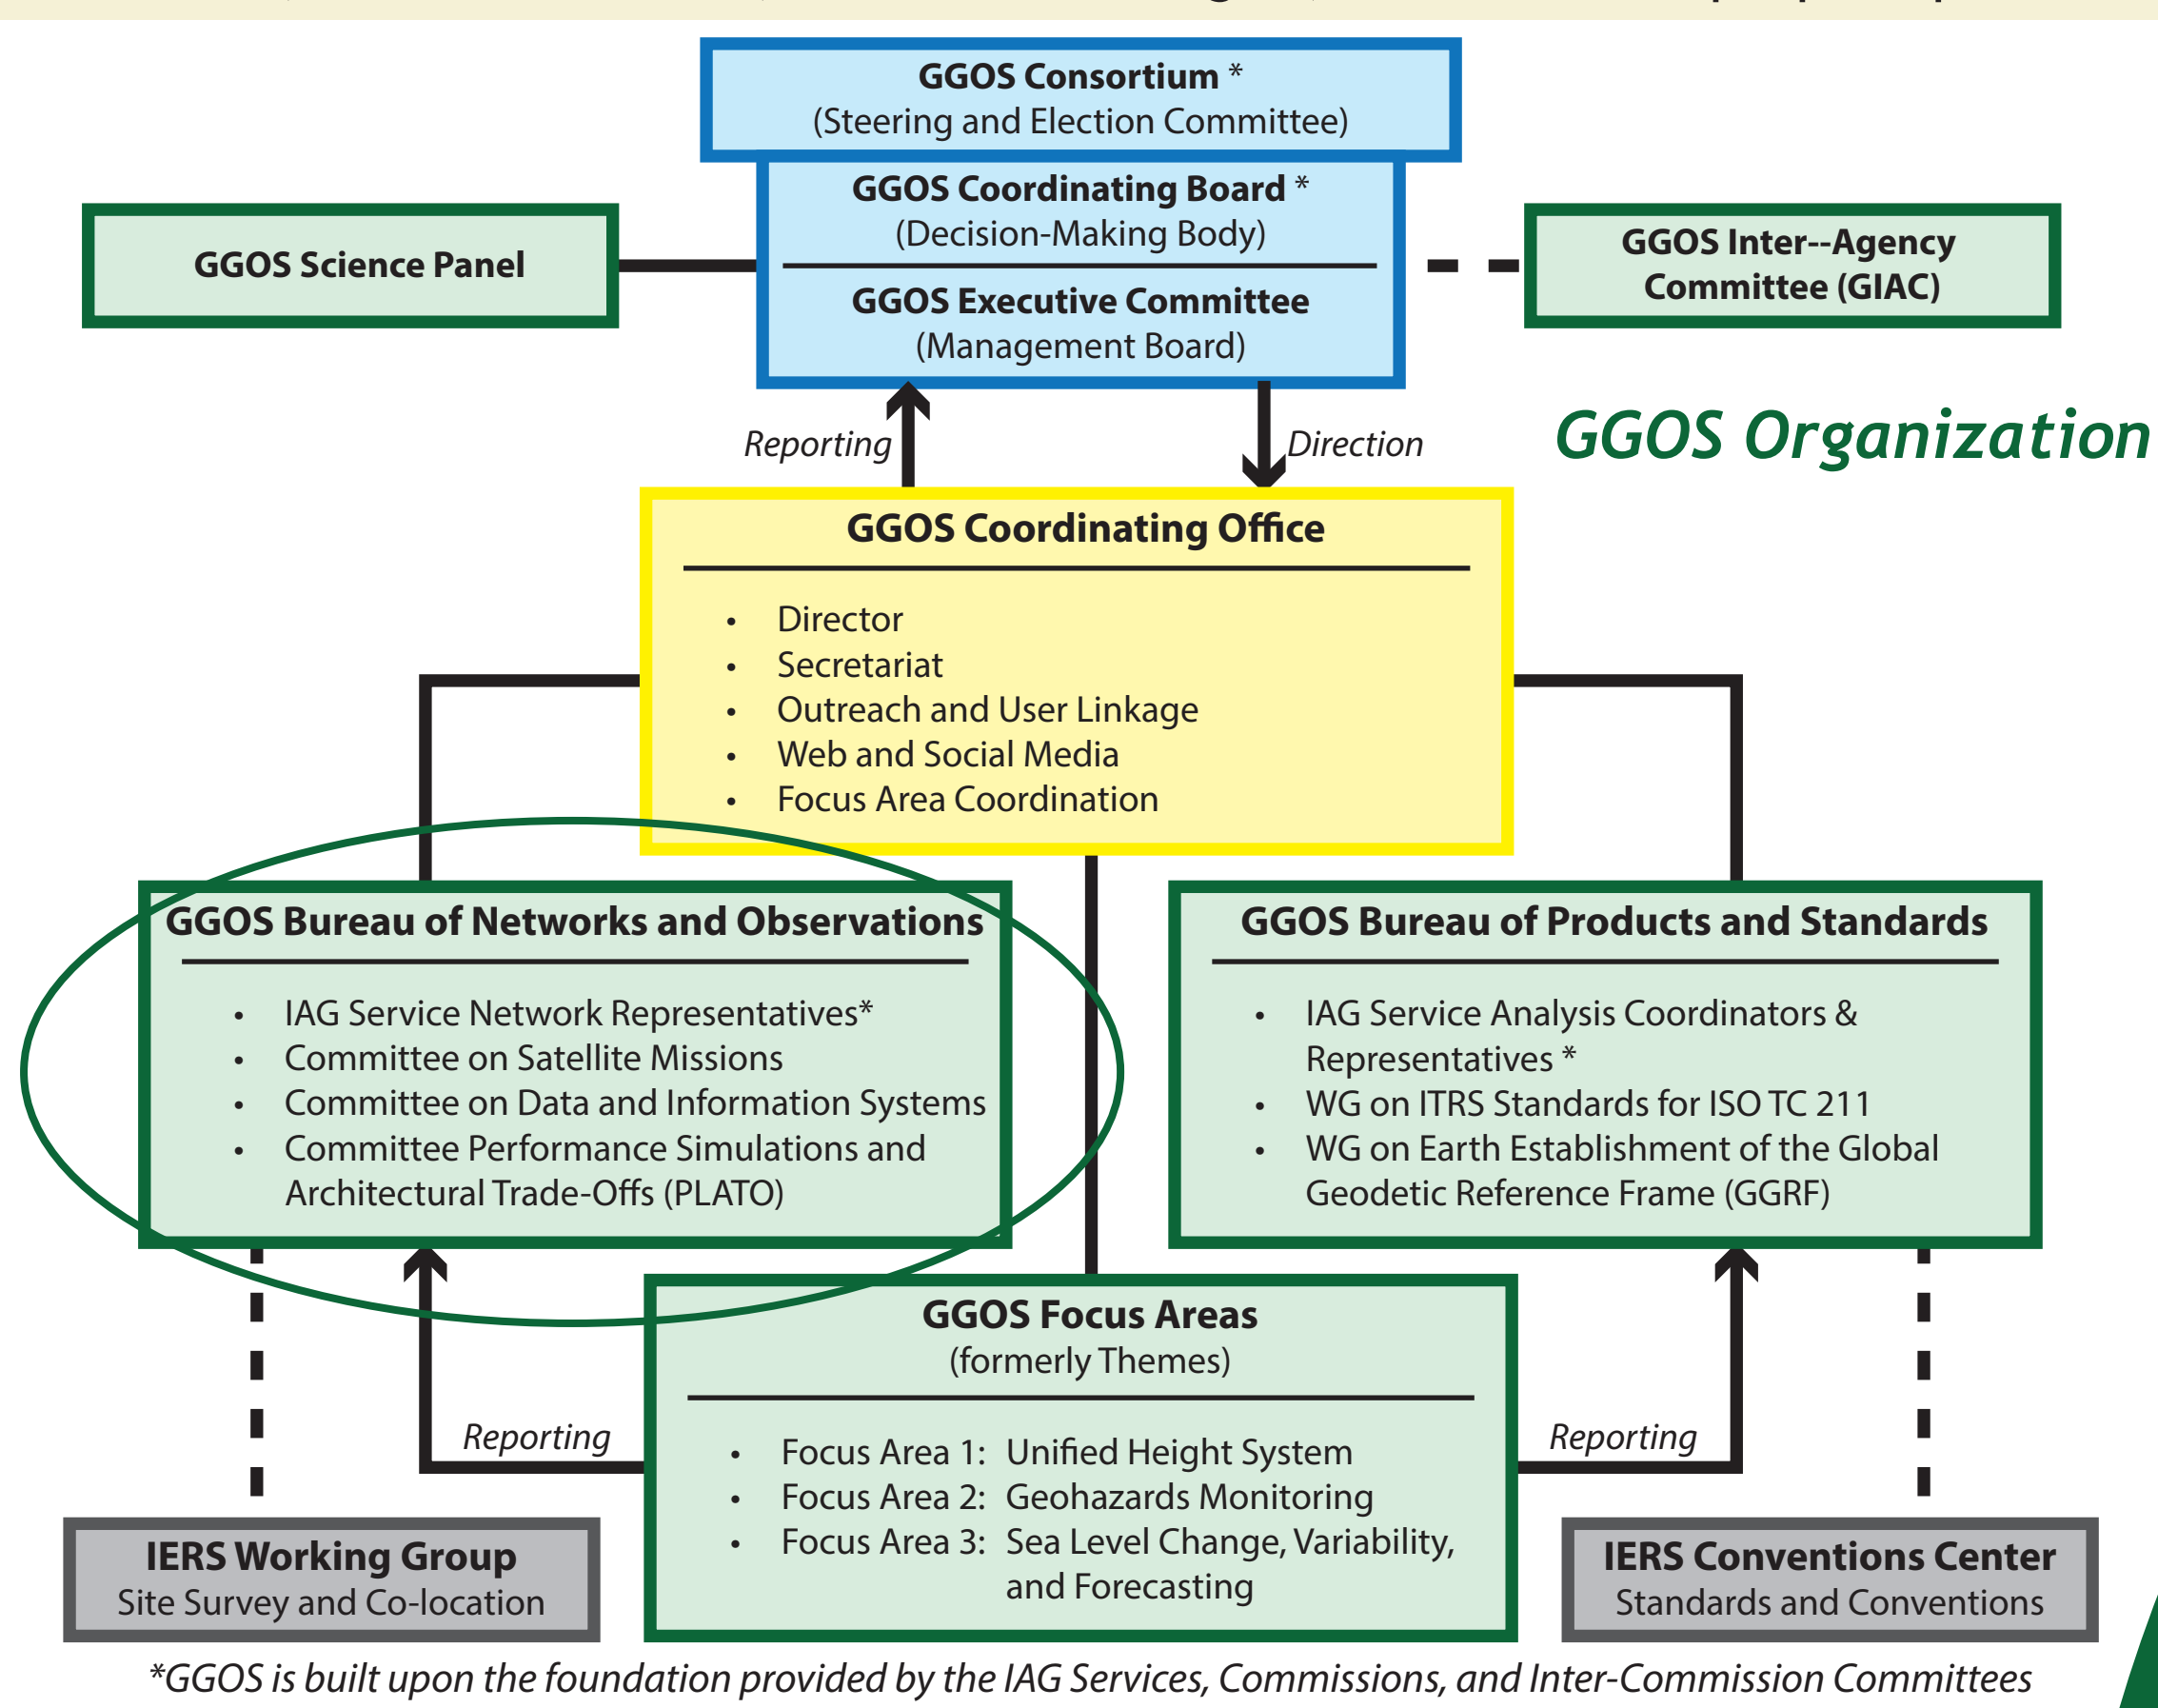 GGOS Consortium *
(Steering and Election Committee)
GGOS Coordinating Board *
(Decision-Making Body)
GGOS Executive Committee
(Management Board)
GGOS Science Panel
GGOS Inter--Agency
Committee (GIAC)
Reporting
Direction
GGOS Organization
GGOS Coordinating Office
• Director
• Secretariat
• Outreach and User Linkage
• Web and Social Media
• Focus Area Coordination
GGOS Bureau of Networks and Observations
• IAG Service Network Representatives*
• Committee on Satellite Missions
• Committee on Data and Information Systems
• Committee Performance Simulations and
Architectural Trade-Offs (PLATO)
GGOS Bureau of Products and Standards
• IAG Service Analysis Coordinators &
Representatives *
• WG on ITRS Standards for ISO TC 211
• WG on Earth Establishment of the Global
Geodetic Reference Frame (GGRF)
GGOS Focus Areas
(formerly Themes)
• Focus Area 1: Unified Height System
• Focus Area 2: Geohazards Monitoring
• Focus Area 3: Sea Level Change, Variability,
and Forecasting
Reporting
Reporting
IERS Working Group
Site Survey and Co-location
IERS Conventions Center
Standards and Conventions
*GGOS is built upon the foundation provided by the IAG Services, Commissions, and Inter-Commission Committees